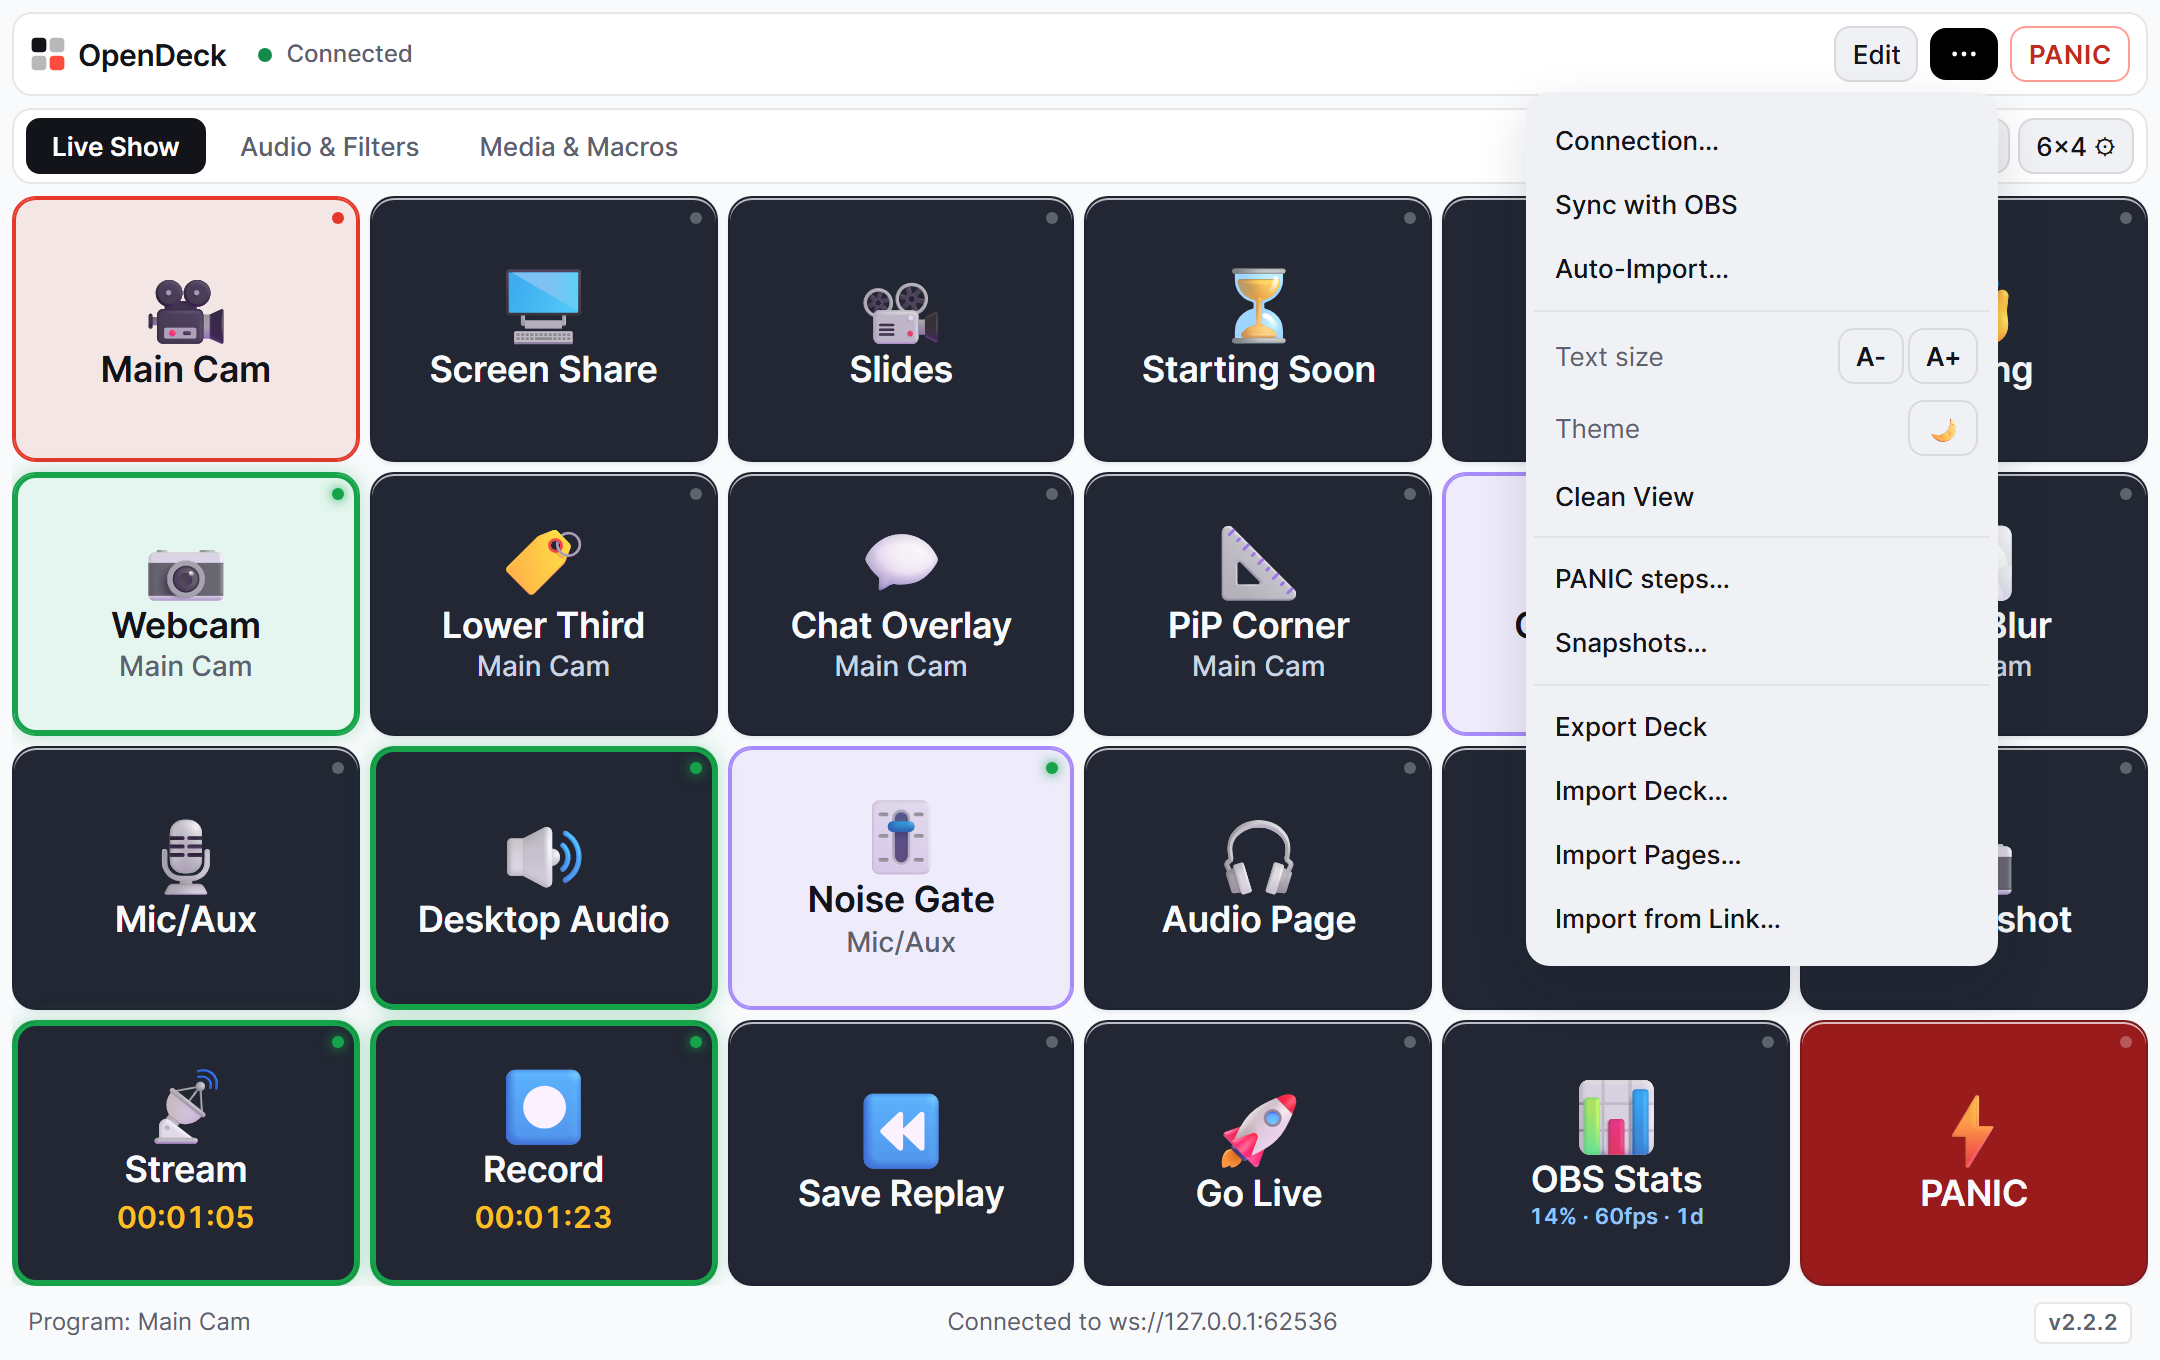 OpenDeck
Connected
Edit
...
PANIC
Live Show
Audio & Filters
Media & Macros
6×4
Connection...
Sync with OBS
Auto-Import...
Text size
A-
A+
Theme
Clean View
PANIC steps...
Snapshots...
Export Deck
Import Deck...
Import Pages...
Import from Link...
Main Cam
Screen Share
Slides
Starting Soon
Webcam
Main Cam
Lower Third
Main Cam
Chat Overlay
Main Cam
PiP Corner
Main Cam
Mic/Aux
Desktop Audio
Noise Gate
Mic/Aux
Audio Page
Stream
00:01:05
Record
00:01:23
Save Replay
Go Live
OBS Stats
14% · 60fps · 1d
PANIC
Program: Main Cam
Connected to ws://127.0.0.1:62536
v2.2.2